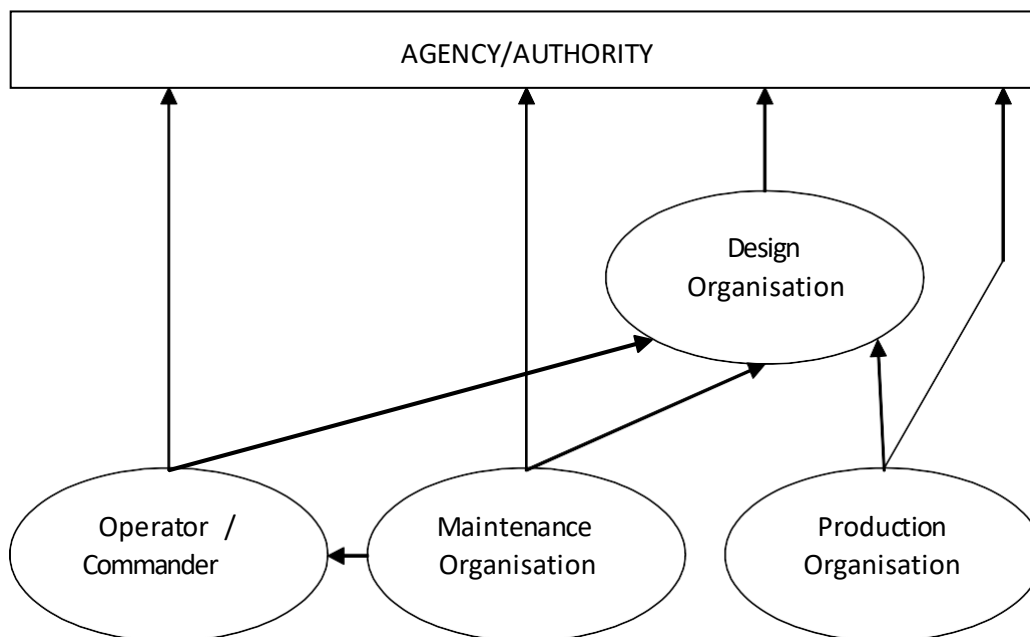 AGENCY/AUTHORITY
Design
Organisation
Operator /
Commander
Maintenance
Organisation
Production
Organisation